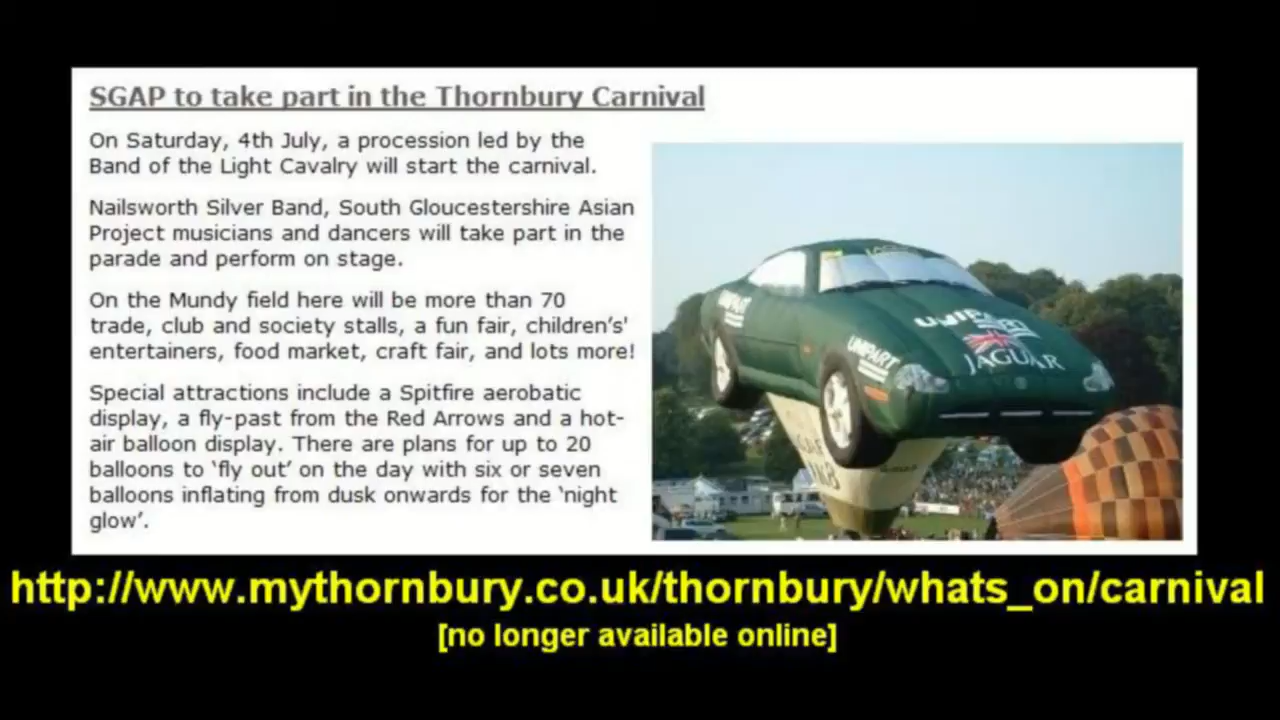 SGAP to take part in the Thornbury Carnival
On Saturday, 4th July, a procession led by the
Band of the Light Cavalry will start the carnival.
Nailsworth Silver Band, South Gloucestershire Asian
Project musicians and dancers will take part in the
parade and perform on stage.
On the Mundy field here will be more than 70
trade, club and society stalls, a fun fair, children's'
entertainers, food market, craft fair, and lots more!
Special attractions include a Spitfire aerobatic
display, a fly-past from the Red Arrows and a hot-
air balloon display. There are plans for up to 20
balloons to ‘fly out’ on the day with six or seven
balloons inflating from dusk onwards for the ‘night
glow’.
UNIPART
UNIPART
UNIPART
JAGUAR
http://www.mythornbury.co.uk/thornbury/whats_on/carnival
[no longer available online]